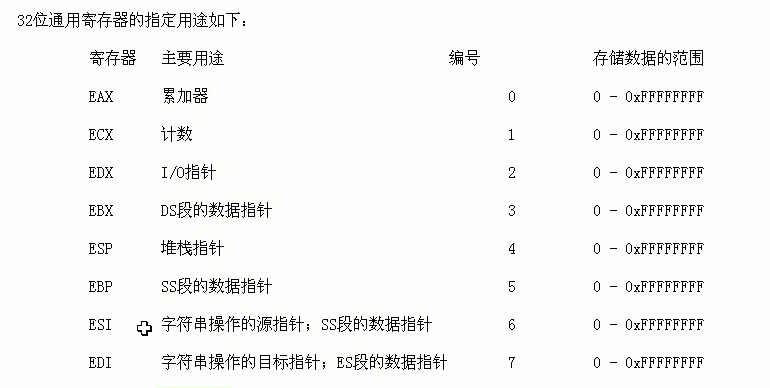 32位通用寄存器的指定用途如下：
寄存器 主要用途 编号 存储数据的范围
EAX 累加器 0 0 - 0xFFFFFFFF
ECX 计数 1 0 - 0xFFFFFFFF
EDX I/O指针 2 0 - 0xFFFFFFFF
EBX DS段的数据指针 3 0 - 0xFFFFFFFF
ESP 堆栈指针 4 0 - 0xFFFFFFFF
EBP SS段的数据指针 5 0 - 0xFFFFFFFF
ESI 字符串操作的源指针；SS段的数据指针 6 0 - 0xFFFFFFFF
EDI 字符串操作的目标指针；ES段的数据指针 7 0 - 0xFFFFFFFF